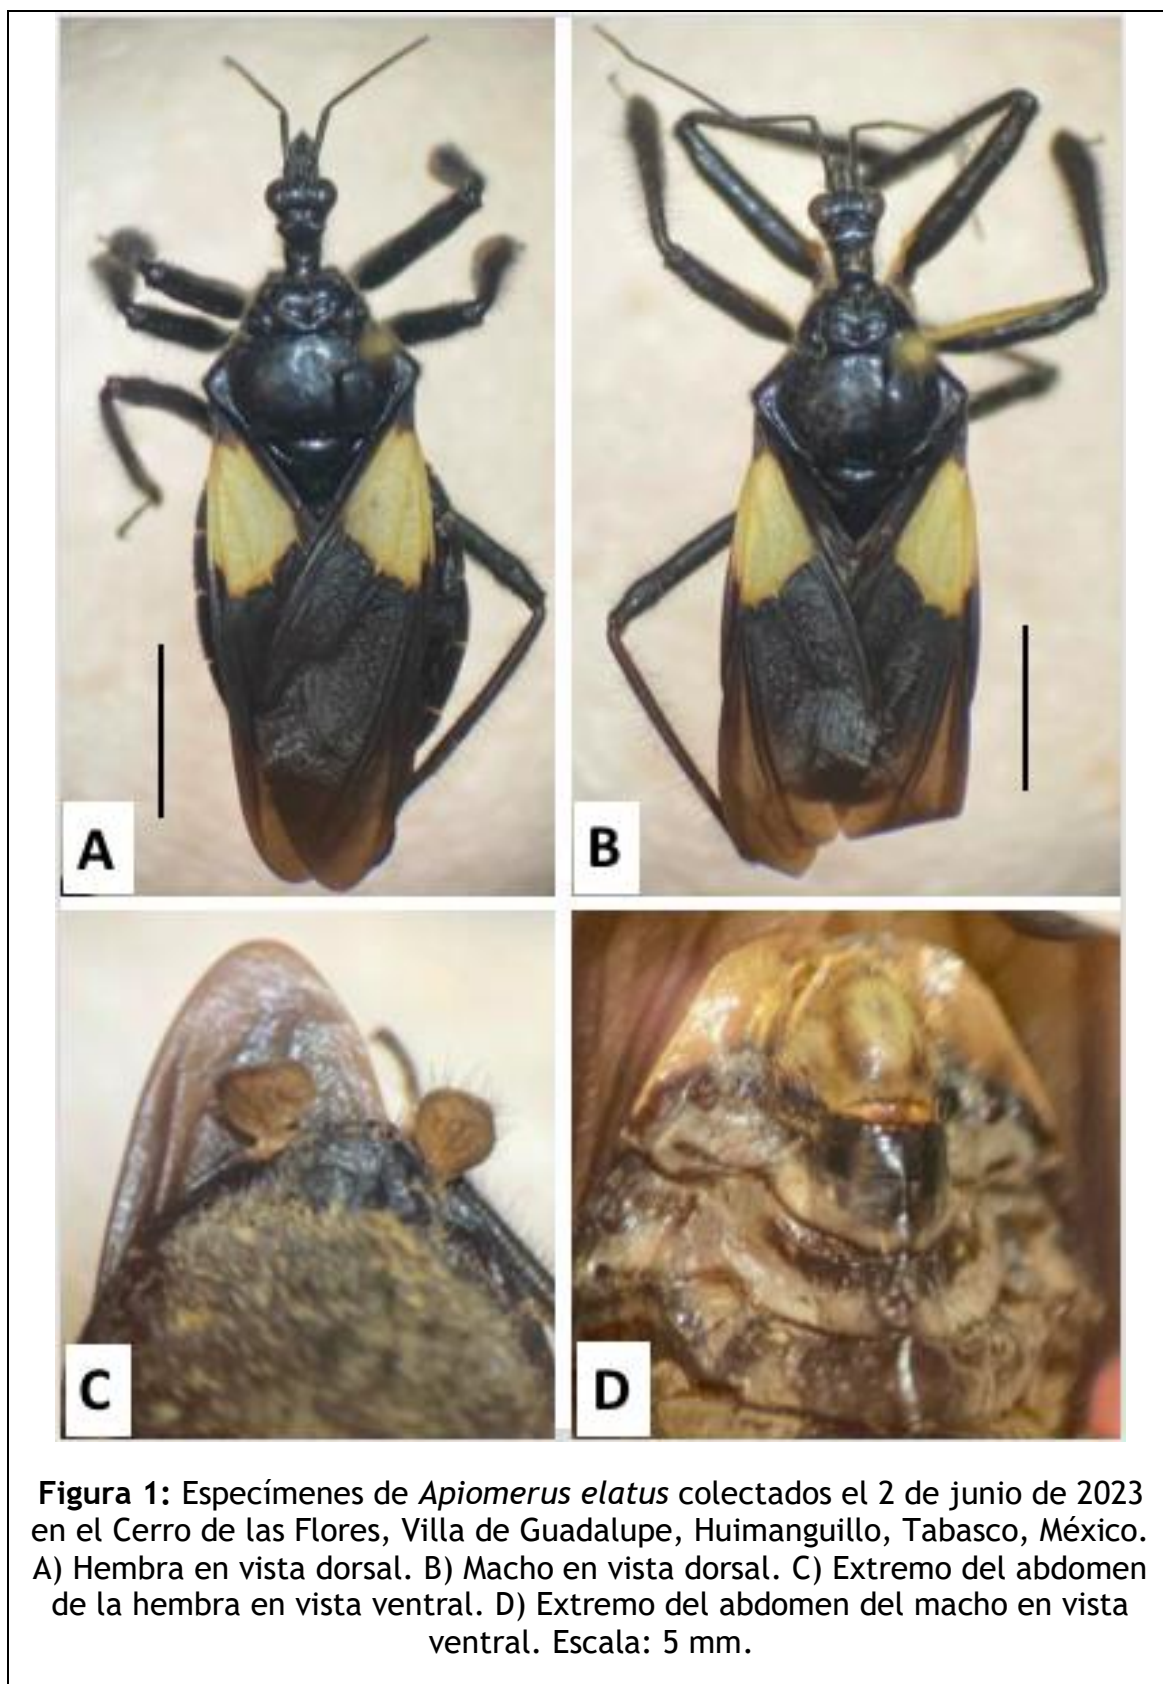 A
B
C
D
Figura 1: Especímenes de Apiomerus elatus colectados el 2 de junio de 2023
en el Cerro de las Flores, Villa de Guadalupe, Huimanguillo, Tabasco, México.
A) Hembra en vista dorsal. B) Macho en vista dorsal. C) Extremo del abdomen
de la hembra en vista ventral. D) Extremo del abdomen del macho en vista
ventral. Escala: 5 mm.